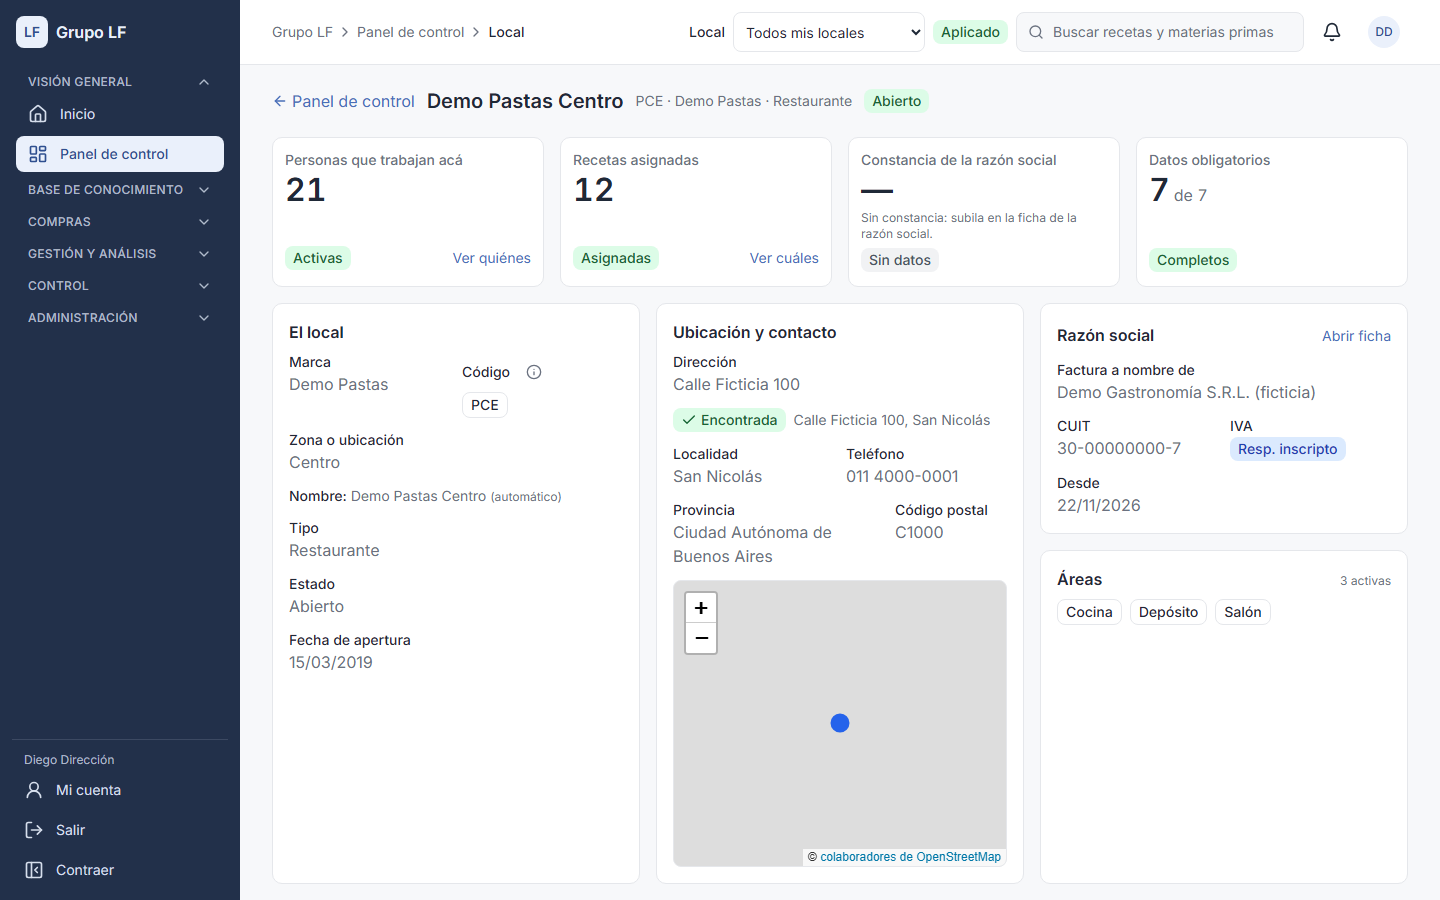 LF Grupo LF
VISIÓN GENERAL
Inicio
Panel de control
BASE DE CONOCIMIENTO
COMPRAS
GESTIÓN Y ANÁLISIS
CONTROL
ADMINISTRACIÓN
Diego Dirección
Mi cuenta
Salir
Contraer
Grupo LF > Panel de control > Local
Local Todos mis locales Aplicado Buscar recetas y materias primas DD
← Panel de control Demo Pastas Centro PCE · Demo Pastas · Restaurante Abierto
Personas que trabajan acá
21
Activas Ver quiénes
Recetas asignadas
12
Asignadas Ver cuáles
Constancia de la razón social
—
Sin constancia: subila en la ficha de la
razón social.
Sin datos
Datos obligatorios
7 de 7
Completos
El local
Marca
Demo Pastas
Código
PCE
Zona o ubicación
Centro
Nombre: Demo Pastas Centro (automático)
Tipo
Restaurante
Estado
Abierto
Fecha de apertura
15/03/2019
Ubicación y contacto
Dirección
Calle Ficticia 100
Encontrada Calle Ficticia 100, San Nicolás
Localidad
San Nicolás
Teléfono
011 4000-0001
Provincia
Ciudad Autónoma de
Buenos Aires
Código postal
C1000
+
−
© colaboradores de OpenStreetMap
Razón social Abrir ficha
Factura a nombre de
Demo Gastronomía S.R.L. (ficticia)
CUIT
30-00000000-7
IVA
Resp. inscripto
Desde
22/11/2026
Áreas 3 activas
Cocina Depósito Salón